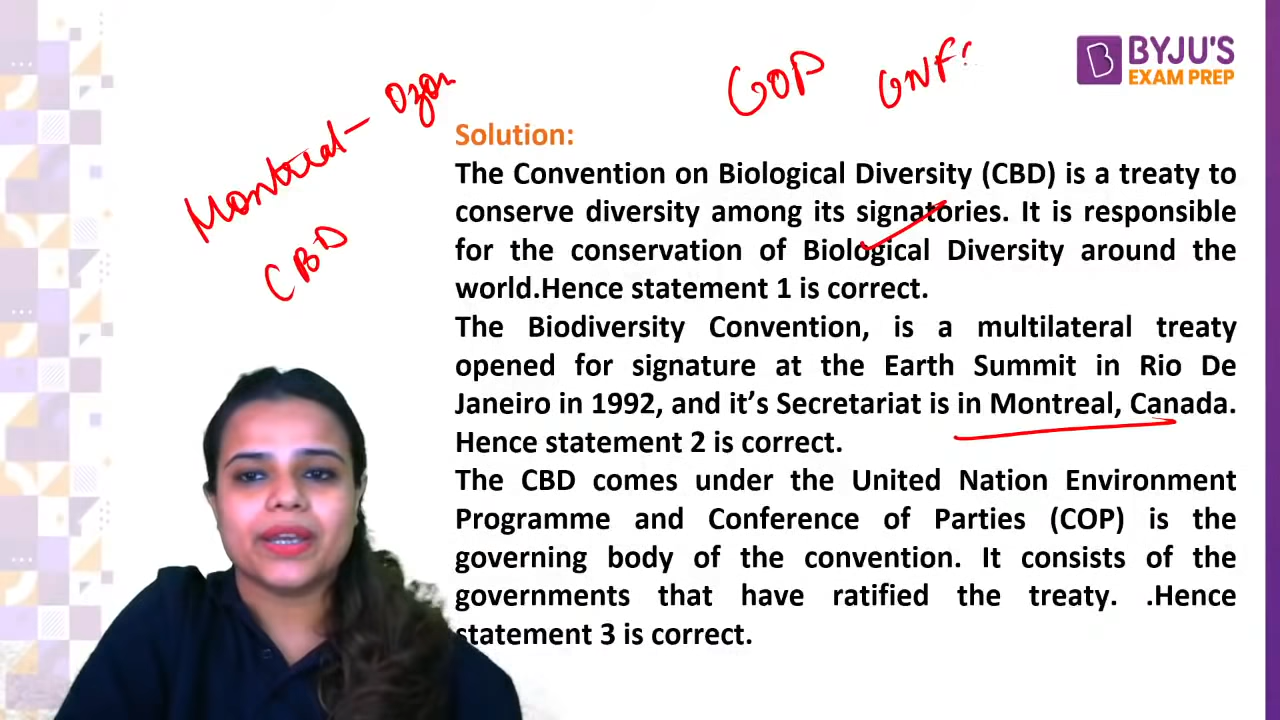 BYJU'S
EXAM PREP
COP
Montreal - Ozon
CBD
Solution:
The Convention on Biological Diversity (CBD) is a treaty to
conserve diversity among its signatories. It is responsible
for the conservation of Biological Diversity around the
world.Hence statement 1 is correct.
The Biodiversity Convention, is a multilateral treaty
opened for signature at the Earth Summit in Rio De
Janeiro in 1992, and it's Secretariat is in Montreal, Canada.
Hence statement 2 is correct.
The CBD comes under the United Nation Environment
Programme and Conference of Parties (COP) is the
governing body of the convention. It consists of the
governments that have ratified the treaty. .Hence
statement 3 is correct.